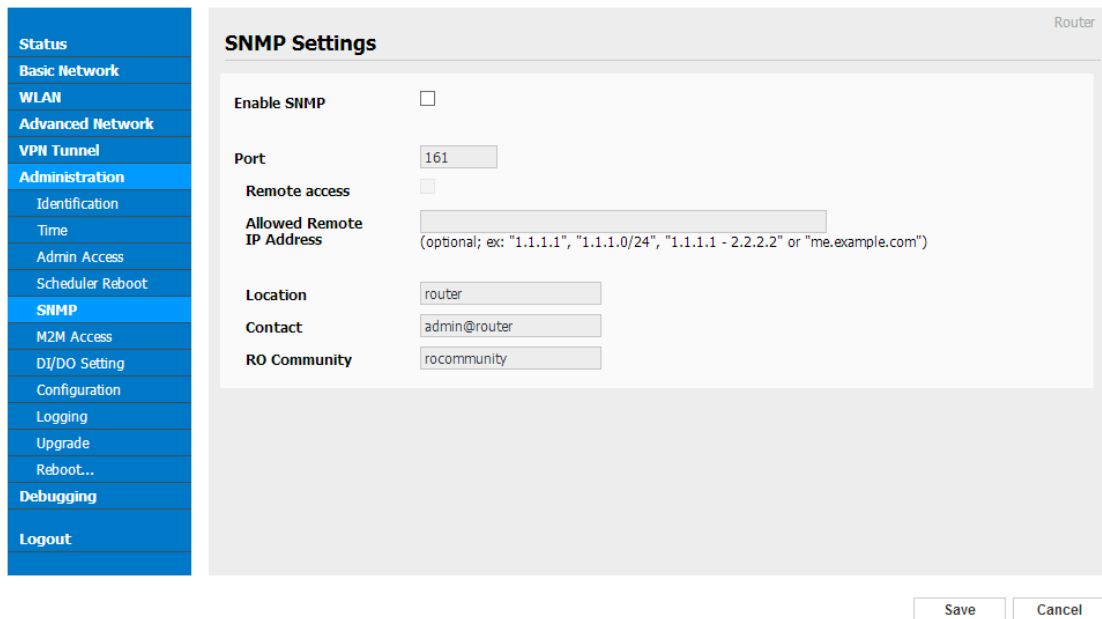 Router
Status
Basic Network
WLAN
Advanced Network
VPN Tunnel
Administration
Identification
Time
Admin Access
Scheduler Reboot
SNMP
M2M Access
DI/DO Setting
Configuration
Logging
Upgrade
Reboot...
Debugging
Logout
SNMP Settings
Enable SNMP
Port 161
Remote access
Allowed Remote
IP Address
(optional; ex: "1.1.1.1", "1.1.1.0/24", "1.1.1.1 - 2.2.2.2" or "me.example.com")
Location router
Contact admin@router
RO Community rocommunity
Save Cancel